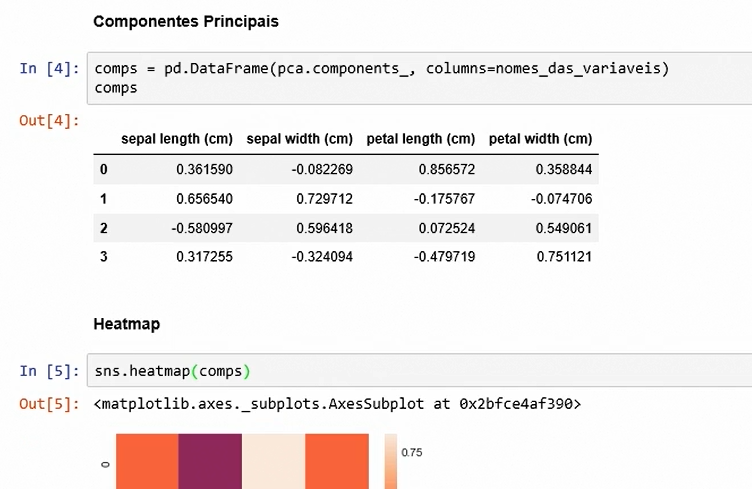 Componentes Principais
In [4]: comps = pd.DataFrame(pca.components_, columns=nomes_das_variaveis)
comps
Out[4]:
sepal length (cm) sepal width (cm) petal length (cm) petal width (cm)
0 0.361590 -0.082269 0.856572 0.358844
1 0.656540 0.729712 -0.175767 -0.074706
2 -0.580997 0.596418 0.072524 0.549061
3 0.317255 -0.324094 -0.479719 0.751121
Heatmap
In [5]: sns.heatmap(comps)
Out[5]: <matplotlib.axes._subplots.AxesSubplot at 0x2bfce4af390>
0.75
0